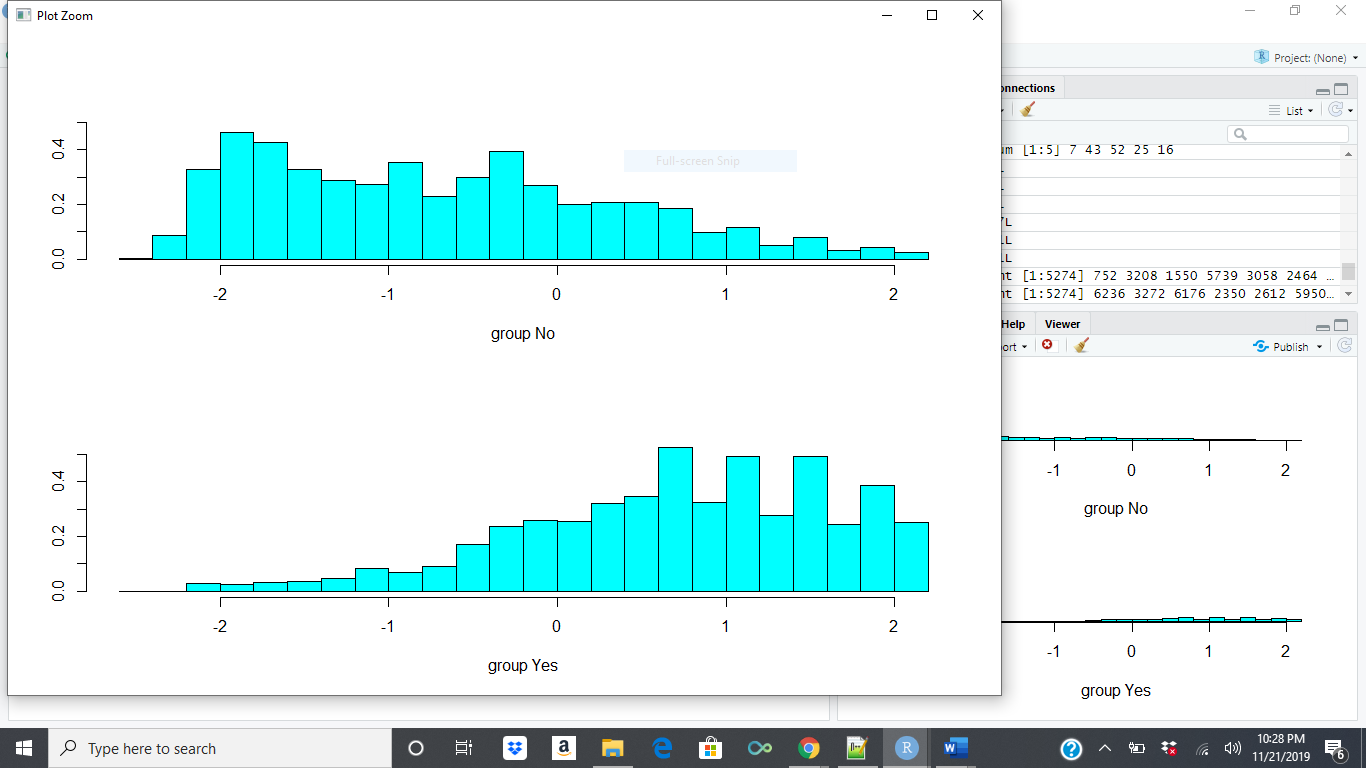 Plot Zoom
0.4
0.2
0.0
-2 -1 0 1 2
group No
0.4
0.2
0.0
-2 -1 0 1 2
group Yes
Full-screen Snip
Project: (None)
onnections
List
um [1:5] 7 43 52 25 16
L
L
L
7L
1L
LL
nt [1:5274] 752 3208 1550 5739 3058 2464 ...
nt [1:5274] 6236 3272 6176 2350 2612 5950...
Help Viewer
ort Publish
-1 0 1 2
group No
-1 0 1 2
group Yes
Type here to search
10:28 PM
11/21/2019
6